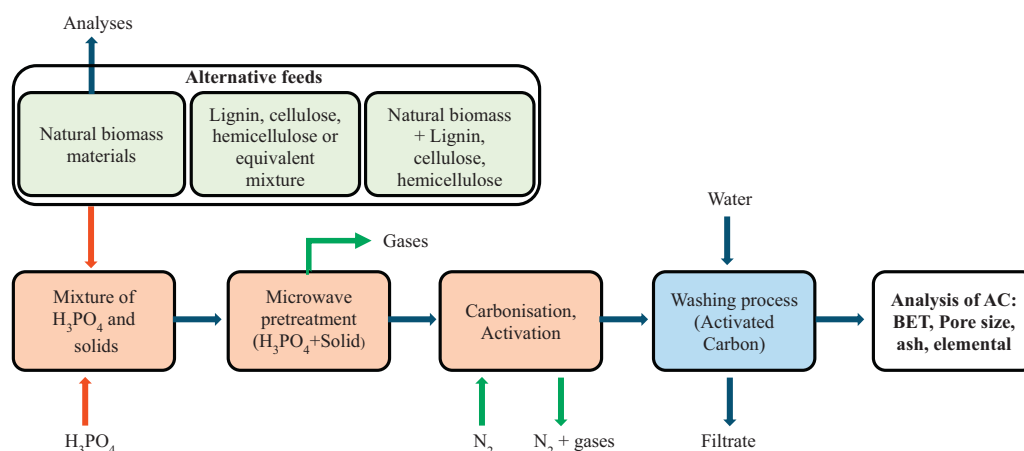 Analyses
Alternative feeds
Natural biomass
materials
Lignin, cellulose,
hemicellulose or
equivalent
mixture
Natural biomass
+ Lignin,
cellulose,
hemicellulose
Gases
Water
Mixture of
H₃PO₄ and
solids
Microwave
pretreatment
(H₃PO₄+Solid)
Carbonisation,
Activation
Washing process
(Activated
Carbon)
Analysis of AC:
BET, Pore size,
ash, elemental
H₃PO₄
N₂
N₂ + gases
Filtrate